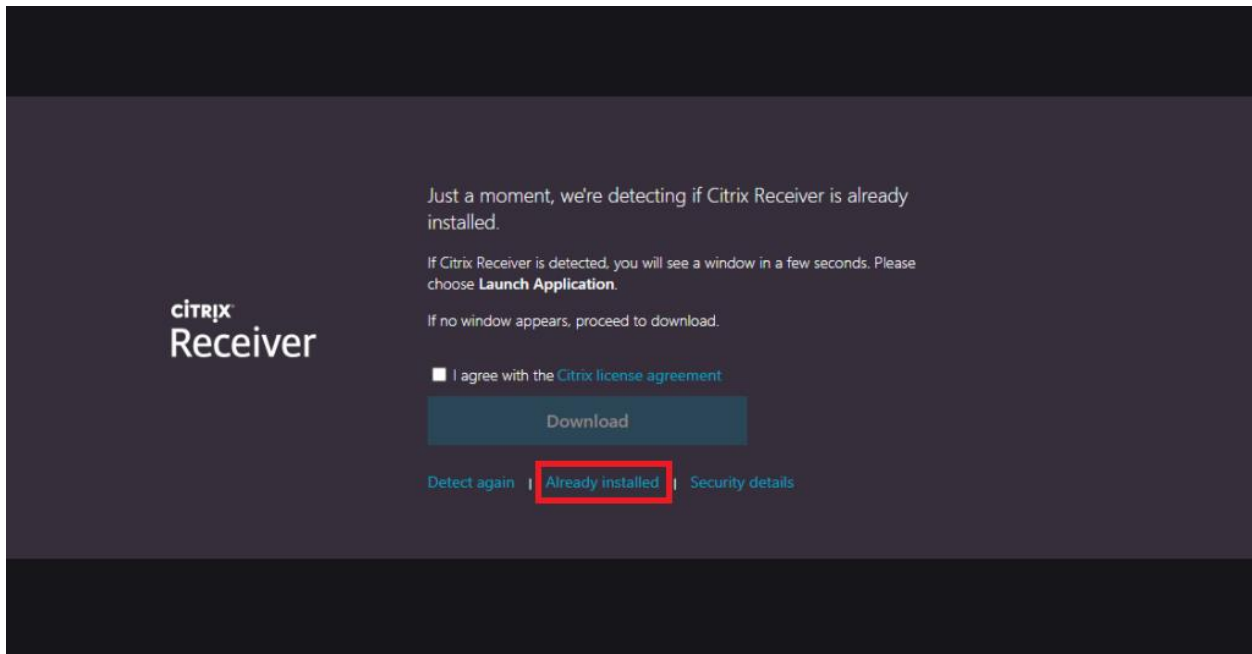 Just a moment, we're detecting if Citrix Receiver is already
installed.
If Citrix Receiver is detected, you will see a window in a few seconds. Please
choose Launch Application.
If no window appears, proceed to download.
CİTRIX
Receiver
I agree with the Citrix license agreement
Download
Detect again | Already installed | Security details